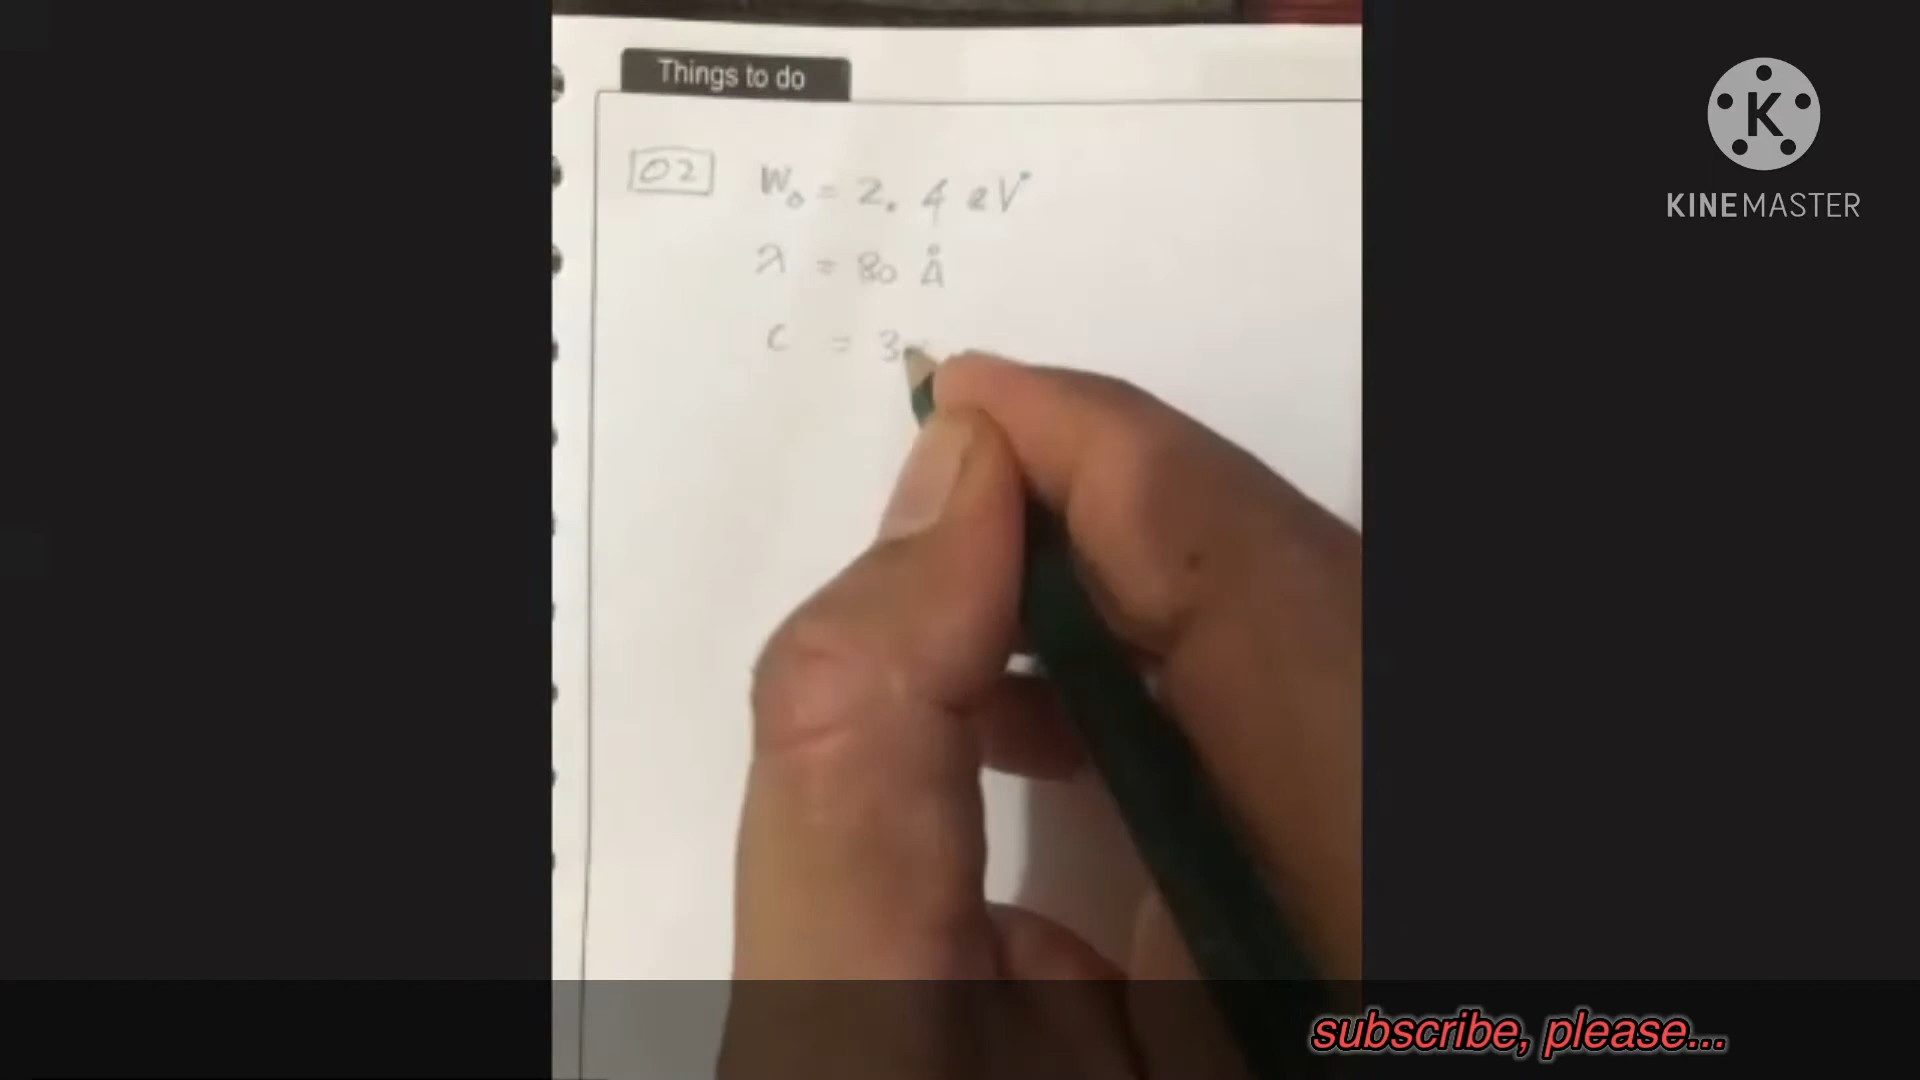 Things to do
02
W₀ = 2.4 eV
λ = 80 Å
C = 3
K
KINEMASTER
subscribe, please...